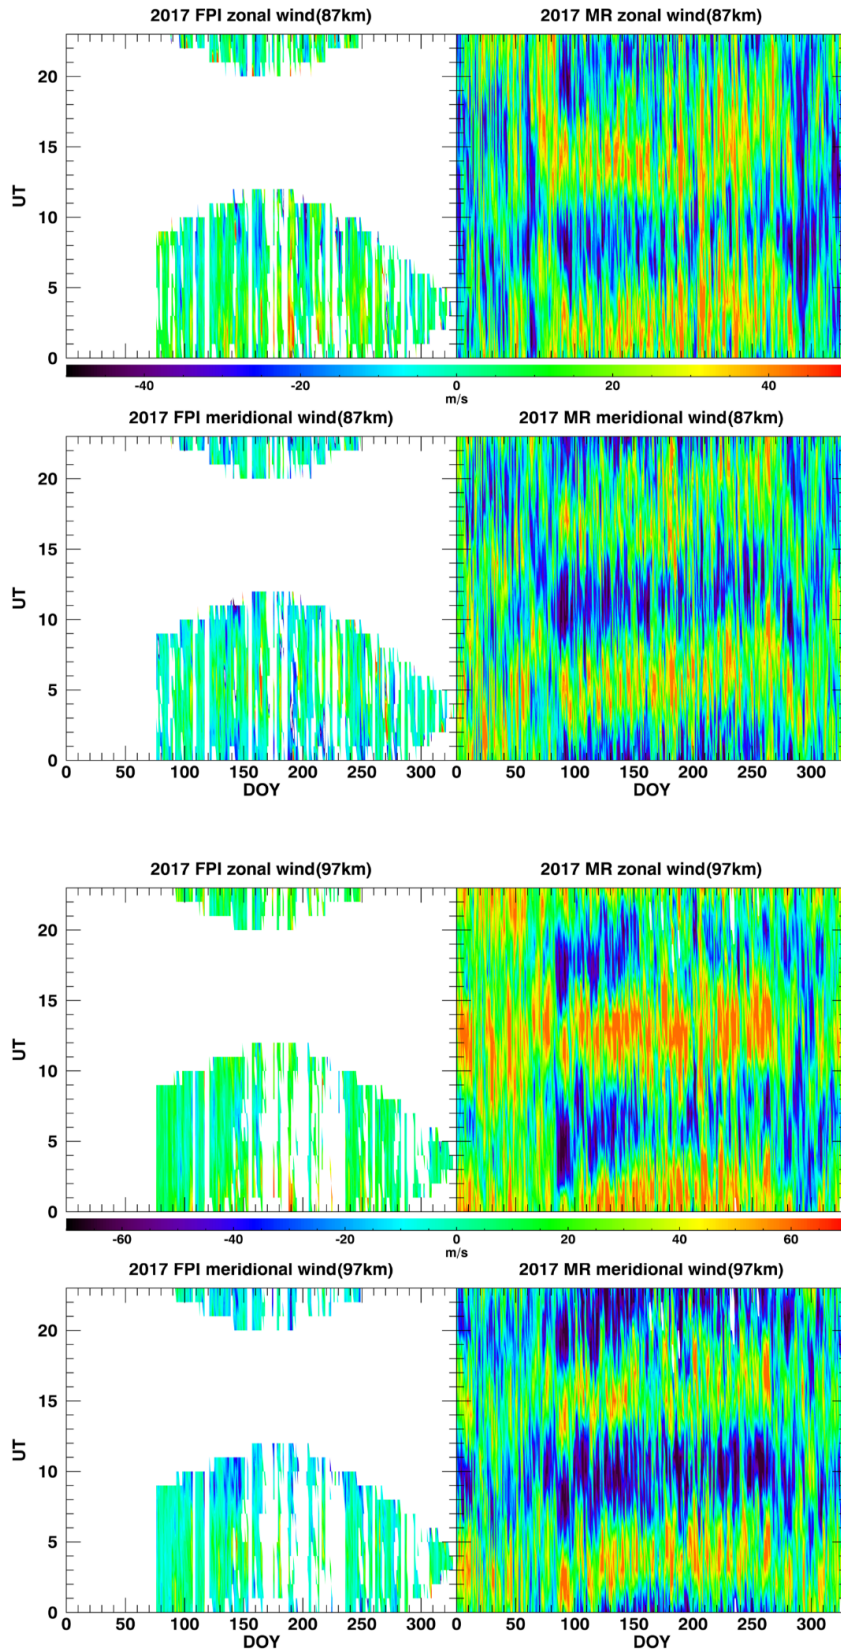 2017 FPI zonal wind(87km) 2017 MR zonal wind(87km)
UT
20
15
10
5
0
-40 -20 0 20 40
m/s
2017 FPI meridional wind(87km) 2017 MR meridional wind(87km)
UT
20
15
10
5
0
0 50 100 150 200 250 300 0 50 100 150 200 250 300
DOY DOY
2017 FPI zonal wind(97km) 2017 MR zonal wind(97km)
UT
20
15
10
5
0
-60 -40 -20 0 20 40 60
m/s
2017 FPI meridional wind(97km) 2017 MR meridional wind(97km)
UT
20
15
10
5
0
0 50 100 150 200 250 300 0 50 100 150 200 250 300
DOY DOY